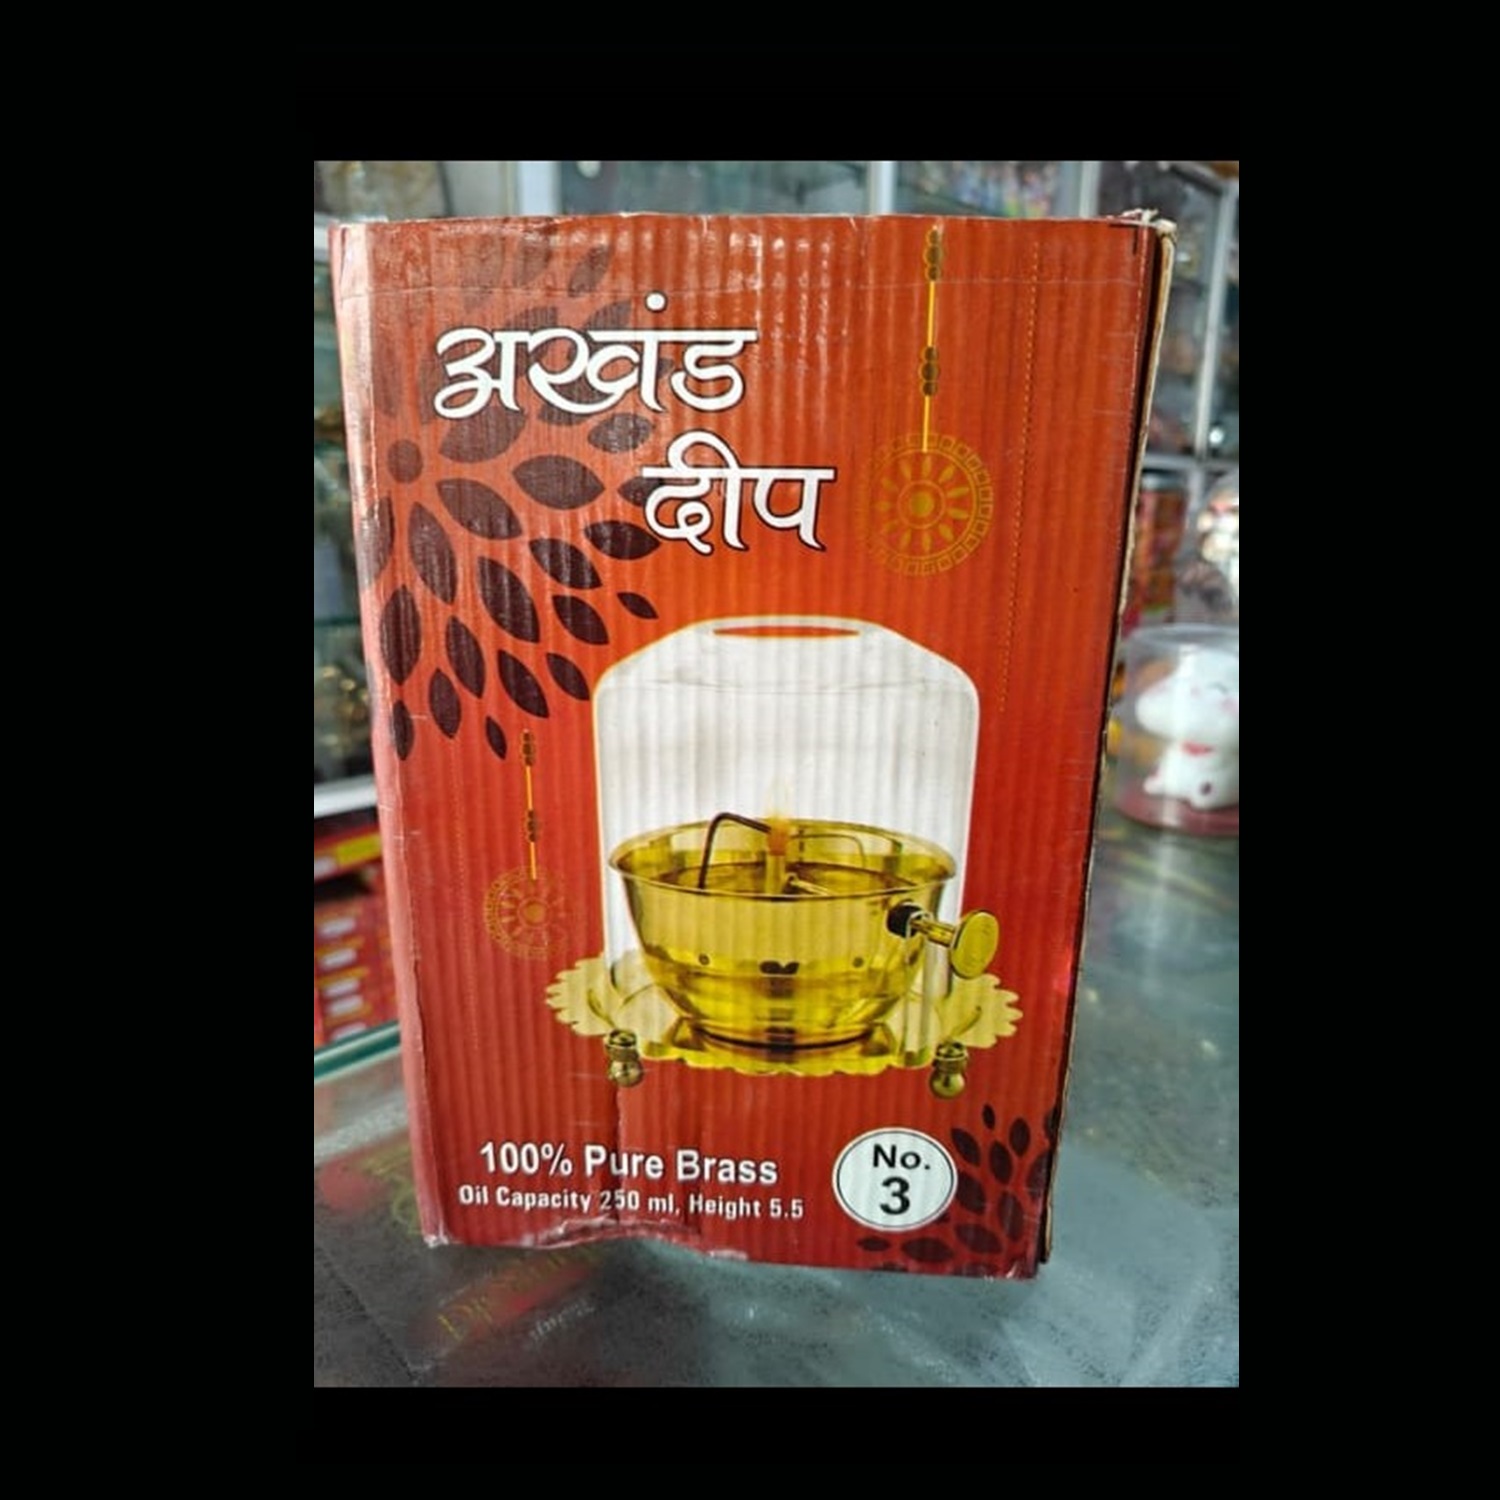 अखंड
दीप
100% Pure Brass
Oil Capacity 250 ml, Height 5.5
No.
3